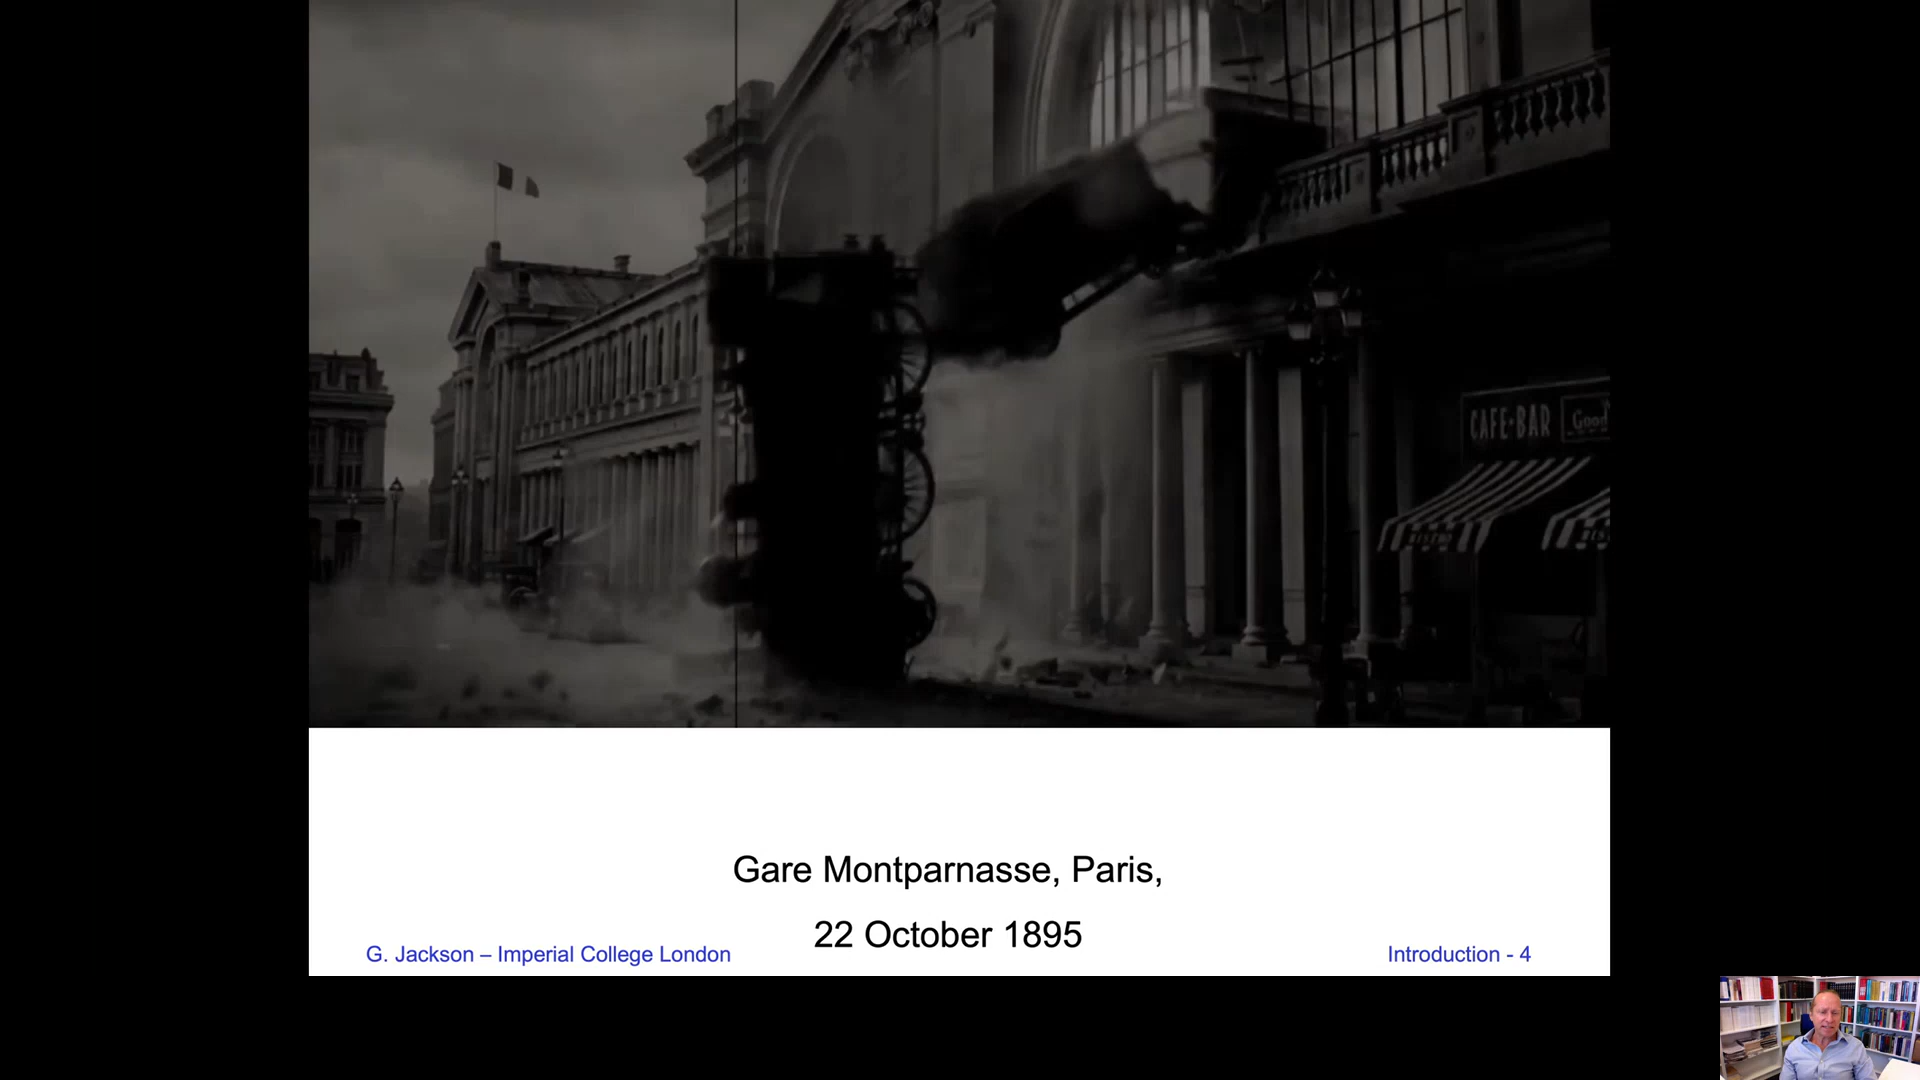 CAFE•BAR
Good
Gare Montparnasse, Paris,
22 October 1895
G. Jackson – Imperial College London
Introduction - 4